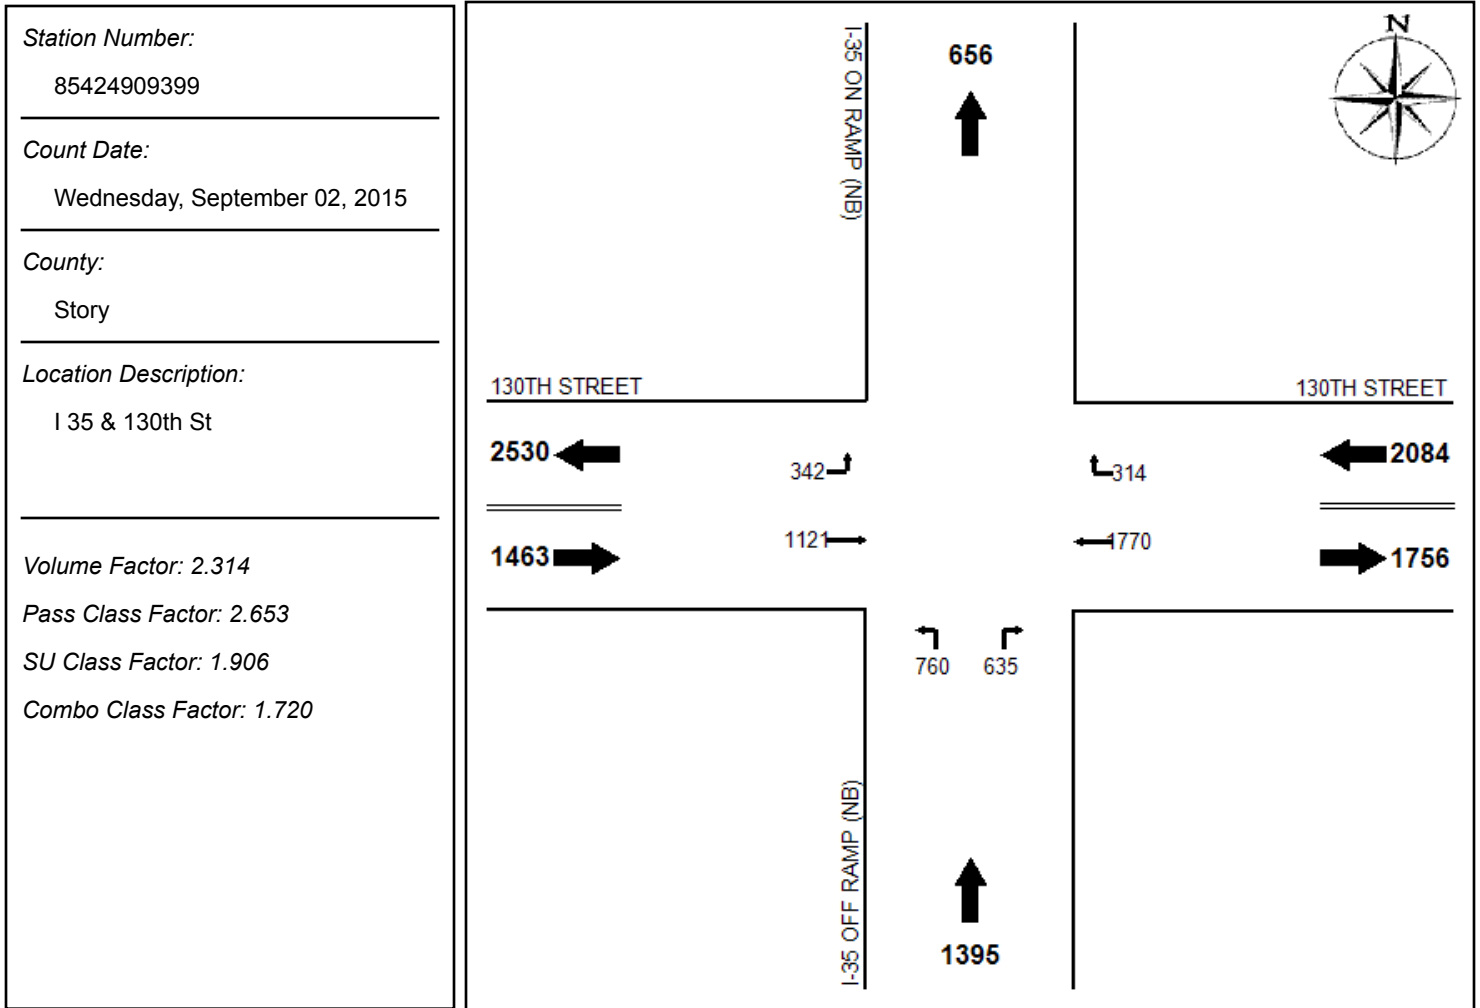 Station Number:
85424909399
Count Date:
Wednesday, September 02, 2015
County:
Story
Location Description:
I 35 & 130th St
Volume Factor: 2.314
Pass Class Factor: 2.653
SU Class Factor: 1.906
Combo Class Factor: 1.720
N
I-35 ON RAMP (NB)
656
130TH STREET
130TH STREET
2530
342
314
2084
1463
1121
1770
1756
760
635
I-35 OFF RAMP (NB)
1395